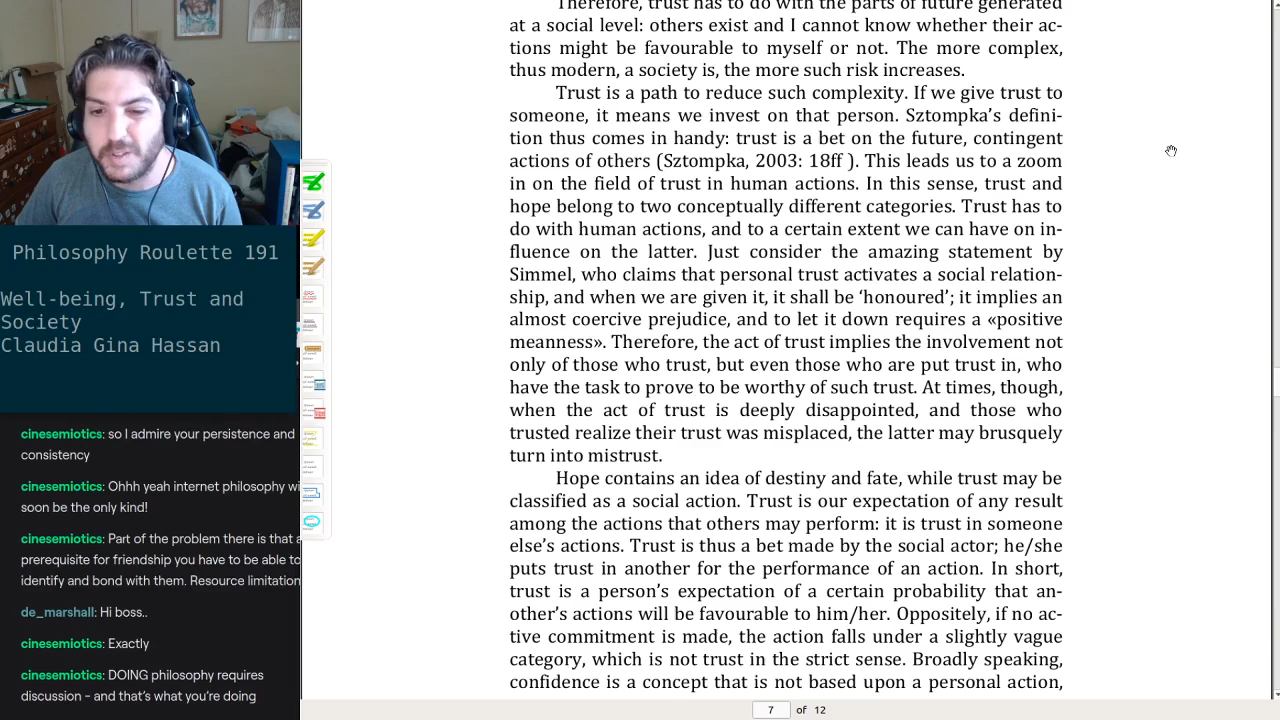 Philosophy Roulette 191
Well-being, Trust and
Society
Claudia Gina Hassan
cinesemiotics: so I admire your persistence and
consistency
cinesemiotics: Ohhh yeah internet philosophy w
soon be the only kind!
cinesemiotics: Part of the problem there is that a
prerequisite for friendship you have to be able to
identify and bond with them. Resource limitation
de_marshall: Hi boss..
cinesemiotics: Exactly
cinesemiotics: DOING philosophy requires
discussion - and that's what you're doing
Therefore, trust has to do with the parts of future generated
at a social level: others exist and I cannot know whether their ac-
tions might be favourable to myself or not. The more complex,
thus modern, a society is, the more such risk increases.
Trust is a path to reduce such complexity. If we give trust to
someone, it means we invest on that person. Sztompka's defini-
tion thus comes in handy: trust is a bet on the future, contingent
actions of others (Sztompka 2003: 18ff ). This leads us to a zoom
in on the field of trust in human actions. In this sense, trust and
hope belong to two conceptually different categories. Trust has to
do with human actions, and to a certain extent we can have on in-
fluence on the latter. Just consider the amazing statement by
Simmel, who claims that personal trust activates a social relation-
ship, «once trust is given, it shows compulsion»; it implies «an
almost coercive prejudice, and to let it down requires a positive
meanness». Therefore, the act of trust implies the involvement not
only of those who trust, but also of those who are put trust in, who
have the task to prove to be worthy of such trust. At times, though,
when the act of trust is deeply disappointed and those who
trusted realize that trust was misplaced, the latter may inversely
turn into mistrust.
Hope contains an idea of destiny or fate, while trust may be
classified as a social action. Trust is our expectation of any result
amongst actions that others may perform: it is trust in someone
else's actions. Trust is thus a bet made by the social actor; he/she
puts trust in another for the performance of an action. In short,
trust is a person's expectation of a certain probability that an-
other's actions will be favourable to him/her. Oppositely, if no ac-
tive commitment is made, the action falls under a slightly vague
category, which is not trust in the strict sense. Broadly speaking,
confidence is a concept that is not based upon a personal action,
7 of 12